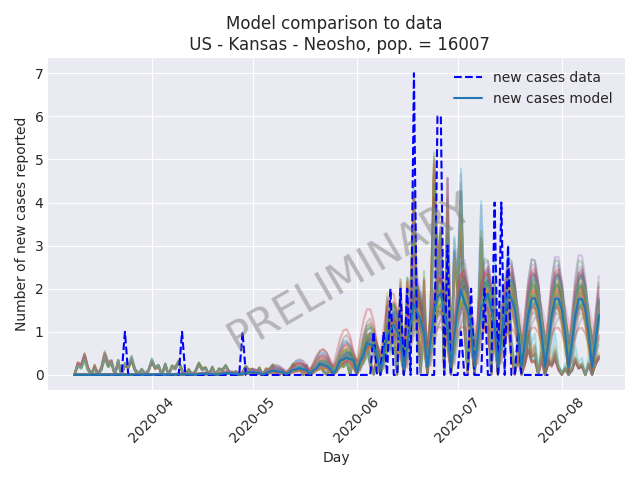 Model comparison to data
US - Kansas - Neosho, pop. = 16007
new cases data
new cases model
Number of new cases reported
7
6
5
4
3
2
1
0
PRELIMINARY
2020-04
2020-05
2020-06
2020-07
2020-08
Day